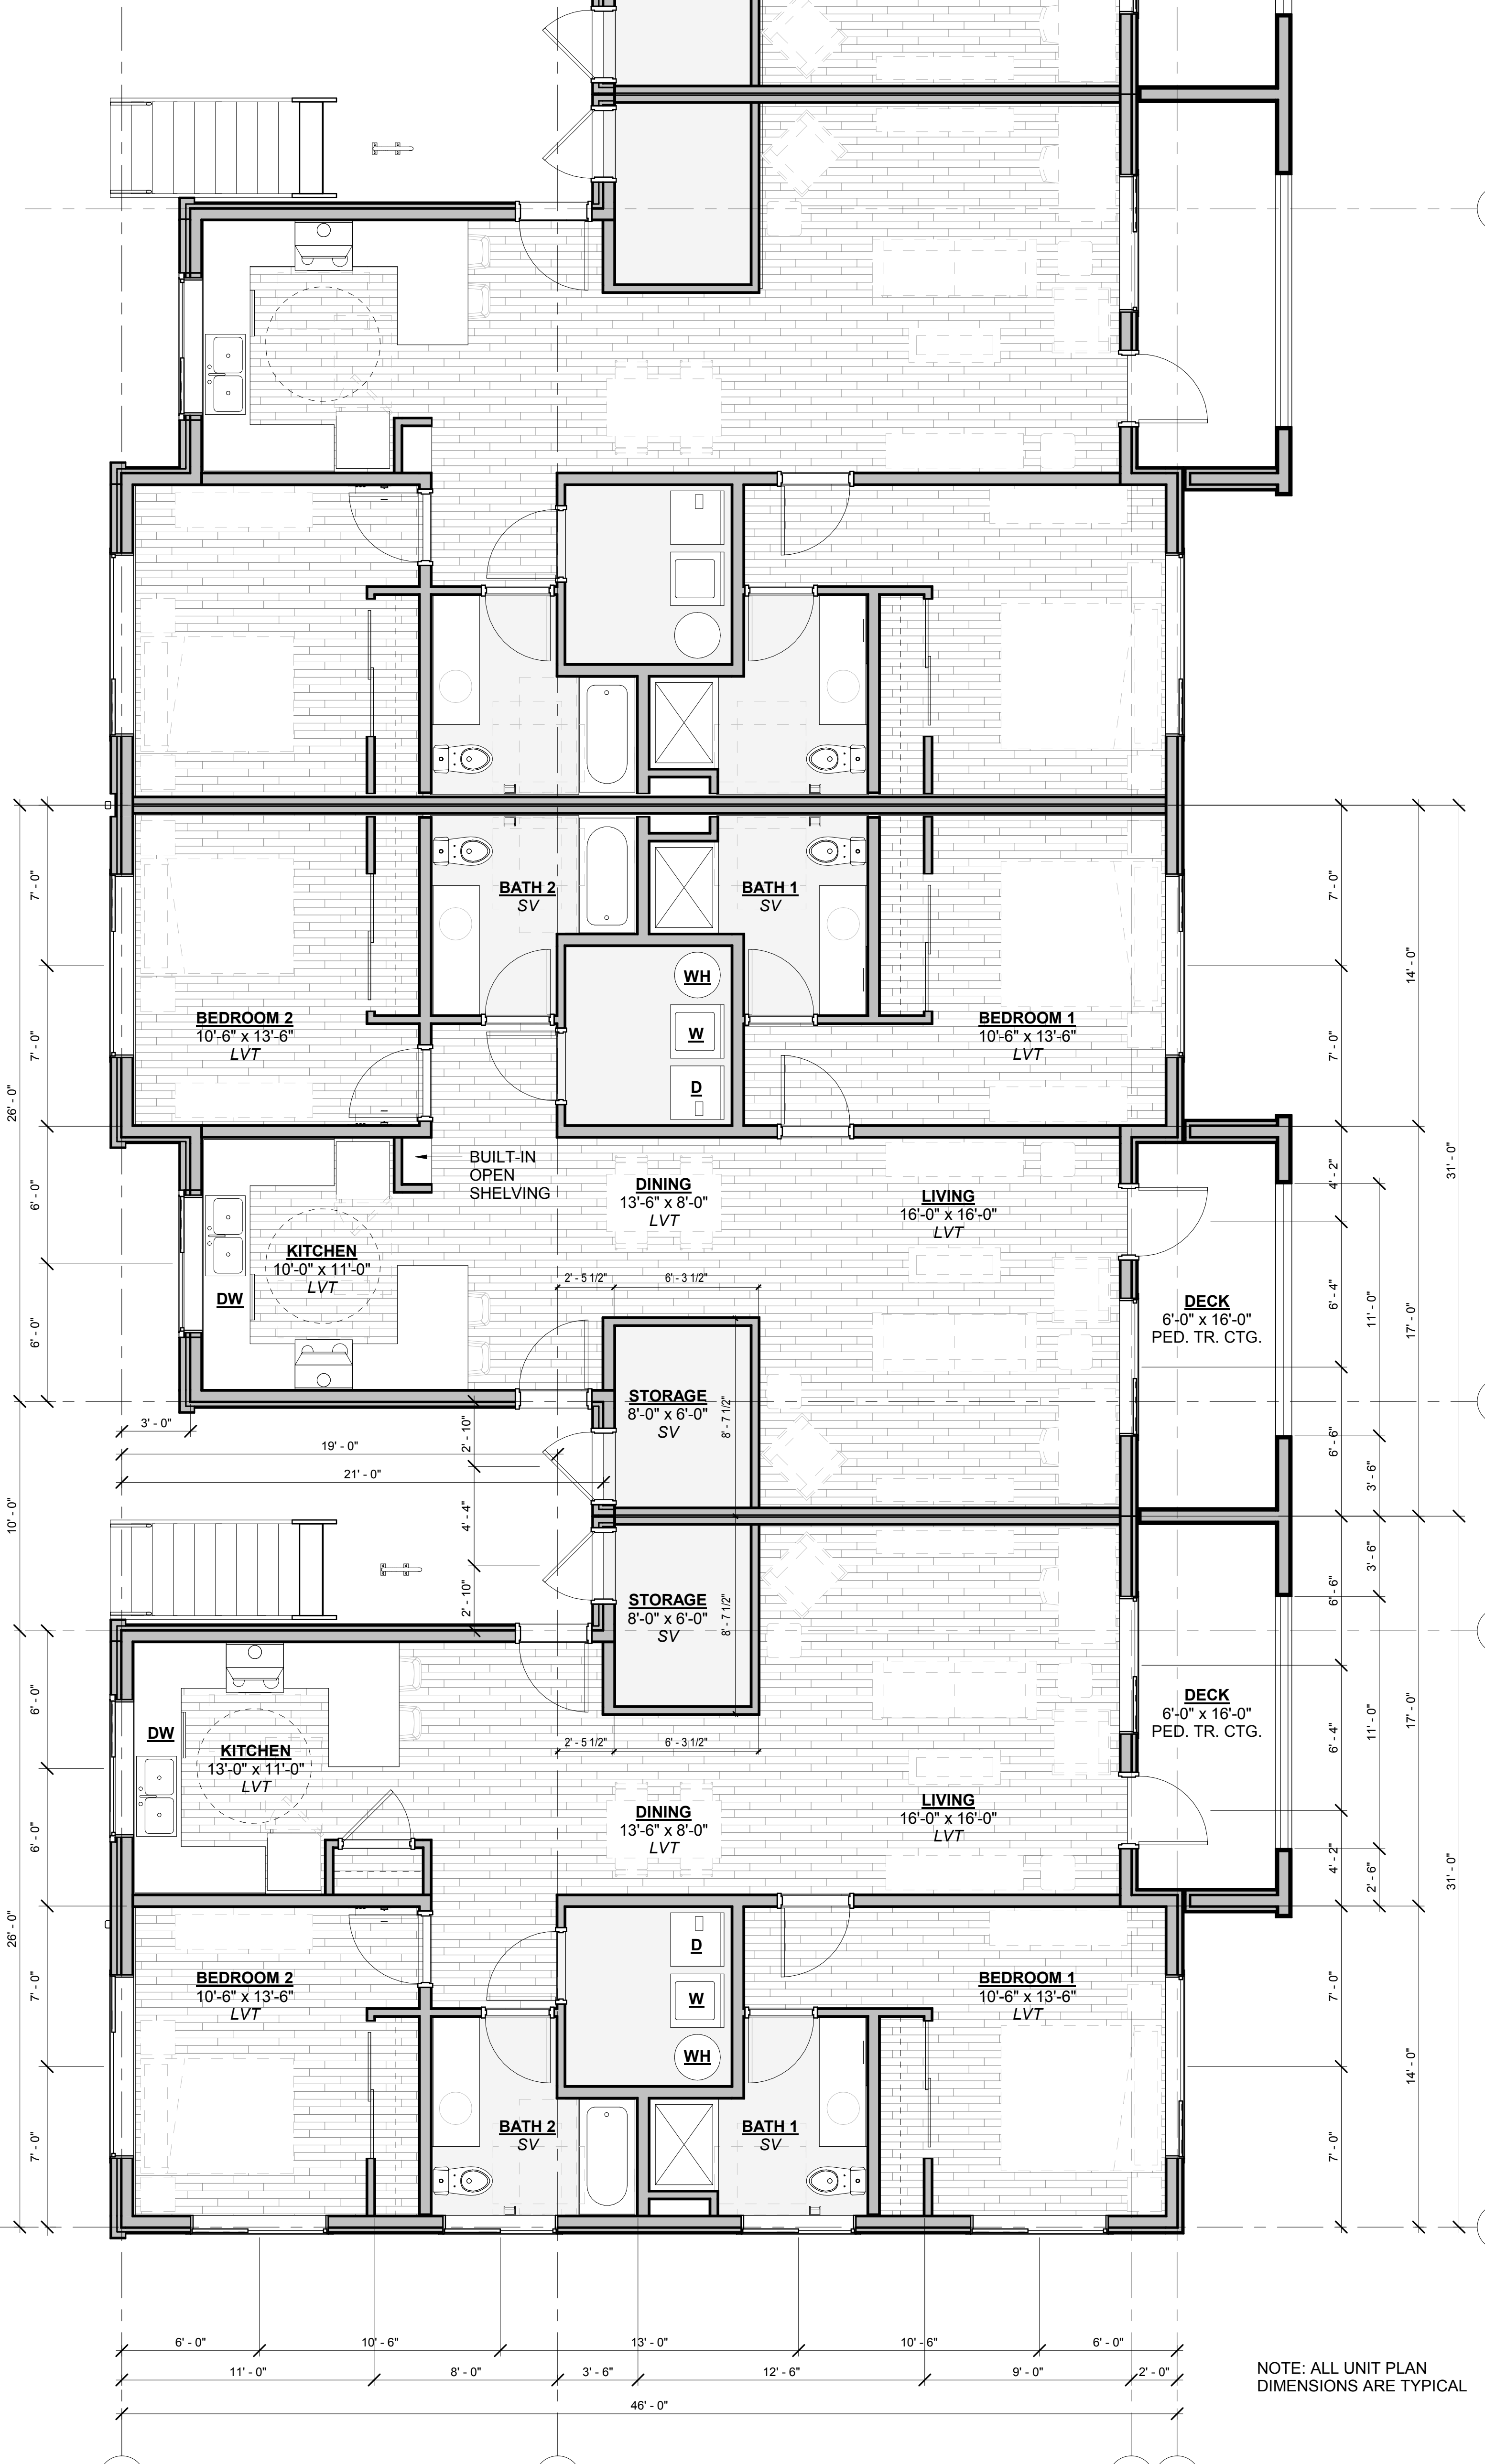 BATH 2
SV
BATH 1
SV
WH
W
D
BEDROOM 2
10'-6" x 13'-6"
LVT
BEDROOM 1
10'-6" x 13'-6"
LVT
7' - 0"
7' - 0"
26' - 0"
6' - 0"
6' - 0"
7' - 0"
14' - 0"
7' - 0"
31' - 0"
4' - 2"
6' - 4"
11' - 0"
17' - 0"
6' - 6"
3' - 6"
BUILT-IN
OPEN
SHELVING
DINING
13'-6" x 8'-0"
LVT
LIVING
16'-0" x 16'-0"
LVT
KITCHEN
10'-0" x 11'-0"
LVT
DW
2' - 5 1/2"
6' - 3 1/2"
DECK
6'-0" x 16'-0"
PED. TR. CTG.
STORAGE
8'-0" x 6'-0"
SV
8' - 7 1/2"
3' - 0"
19' - 0"
21' - 0"
2' - 10"
4' - 4"
2' - 10"
10' - 0"
STORAGE
8'-0" x 6'-0"
SV
8' - 7 1/2"
3' - 6"
6' - 6"
11' - 0"
17' - 0"
6' - 4"
4' - 2"
2' - 6"
31' - 0"
DECK
6'-0" x 16'-0"
PED. TR. CTG.
6' - 0"
6' - 0"
26' - 0"
7' - 0"
7' - 0"
DW
KITCHEN
13'-0" x 11'-0"
LVT
2' - 5 1/2"
6' - 3 1/2"
DINING
13'-6" x 8'-0"
LVT
LIVING
16'-0" x 16'-0"
LVT
D
W
WH
BEDROOM 2
10'-6" x 13'-6"
LVT
BEDROOM 1
10'-6" x 13'-6"
LVT
BATH 2
SV
BATH 1
SV
7' - 0"
14' - 0"
7' - 0"
6' - 0"
10' - 6"
13' - 0"
10' - 6"
6' - 0"
11' - 0"
8' - 0"
3' - 6"
12' - 6"
9' - 0"
2' - 0"
46' - 0"
NOTE: ALL UNIT PLAN
DIMENSIONS ARE TYPICAL